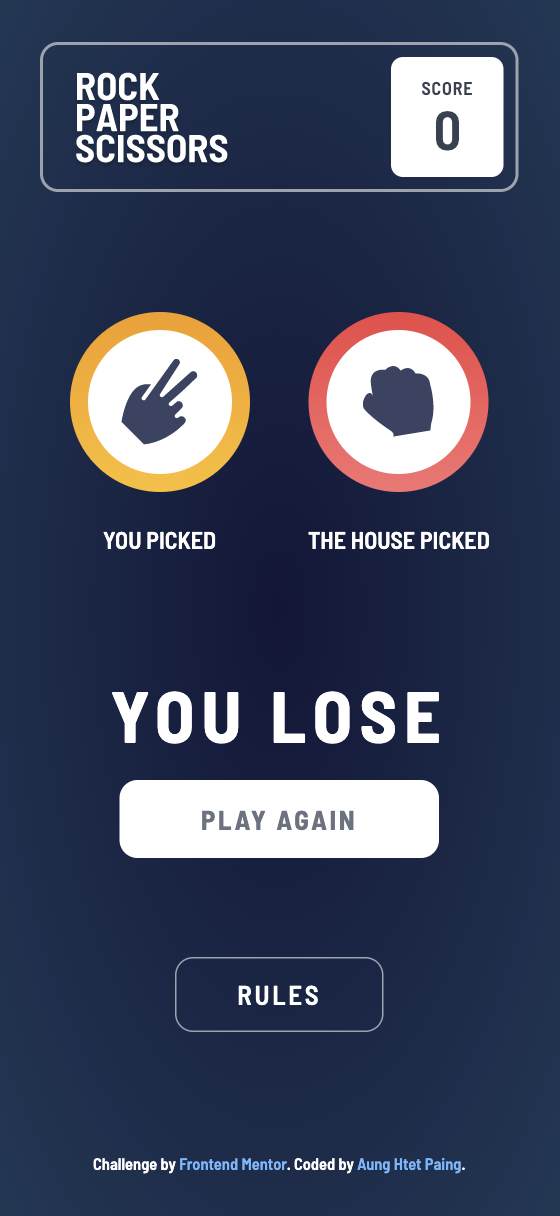 ROCK
PAPER
SCISSORS
SCORE
0
YOU PICKED
THE HOUSE PICKED
YOU LOSE
PLAY AGAIN
RULES
Challenge by Frontend Mentor. Coded by Aung Htet Paing.